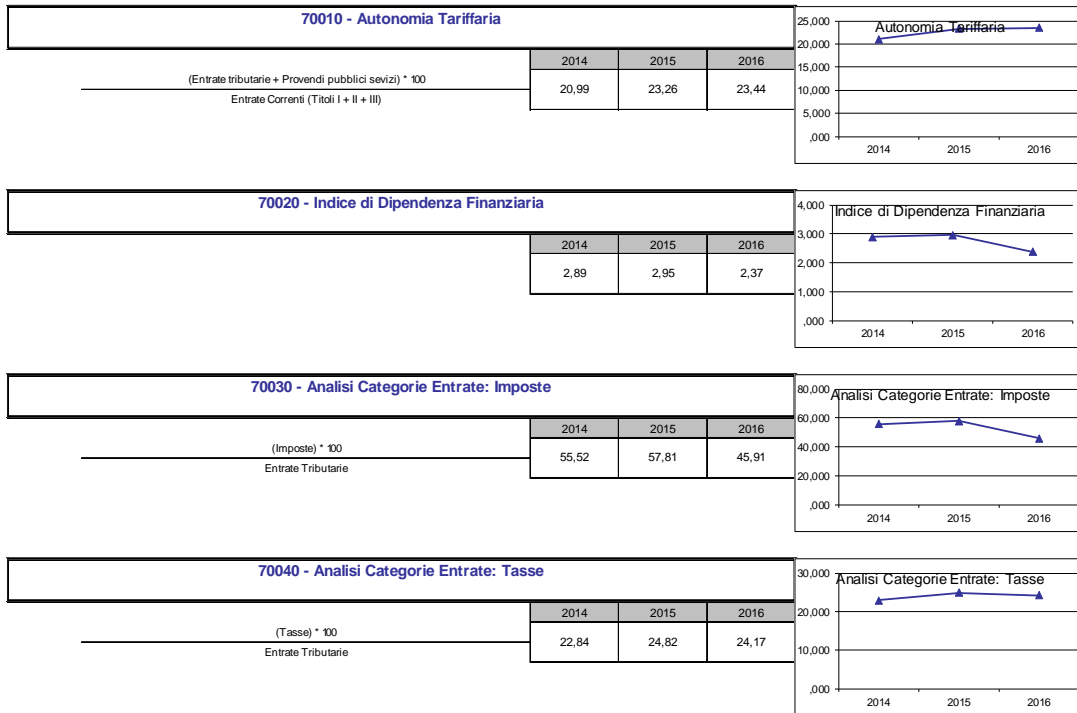 70010 - Autonomia Tariffaria
2014 2015 2016
(Entrate tributarie + Provendi pubblici sevizi) * 100
Entrate Correnti (Titoli I + II + III)
20,99 23,26 23,44
Autonomia Tariffaria
25,000
20,000
15,000
10,000
5,000
,000
2014 2015 2016
70020 - Indice di Dipendenza Finanziaria
2014 2015 2016
2,89 2,95 2,37
Indice di Dipendenza Finanziaria
4,000
3,000
2,000
1,000
,000
2014 2015 2016
70030 - Analisi Categorie Entrate: Imposte
2014 2015 2016
(Imposte) * 100
Entrate Tributarie
55,52 57,81 45,91
Analisi Categorie Entrate: Imposte
80,000
60,000
40,000
20,000
,000
2014 2015 2016
70040 - Analisi Categorie Entrate: Tasse
2014 2015 2016
(Tasse) * 100
Entrate Tributarie
22,84 24,82 24,17
Analisi Categorie Entrate: Tasse
30,000
20,000
10,000
,000
2014 2015 2016